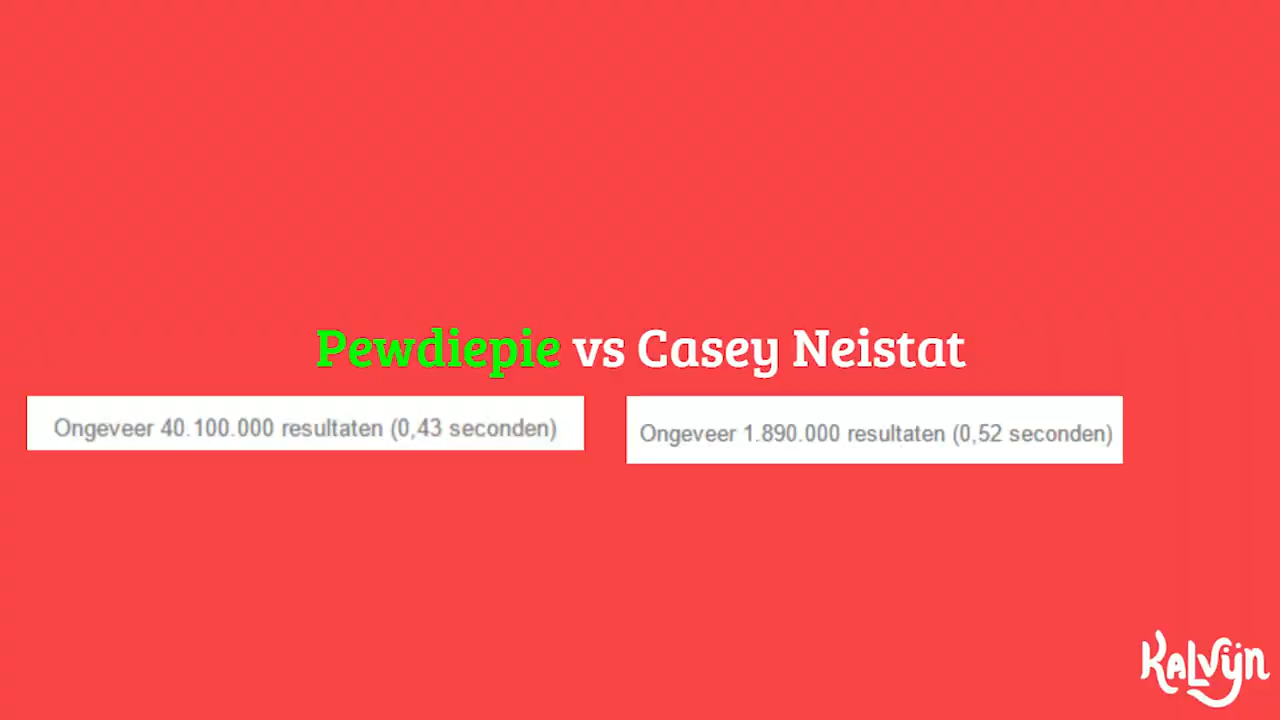 Pewdiepie vs Casey Neistat
Ongeveer 40.100.000 resultaten (0,43 seconden)
Ongeveer 1.890.000 resultaten (0,52 seconden)
Kalvijn